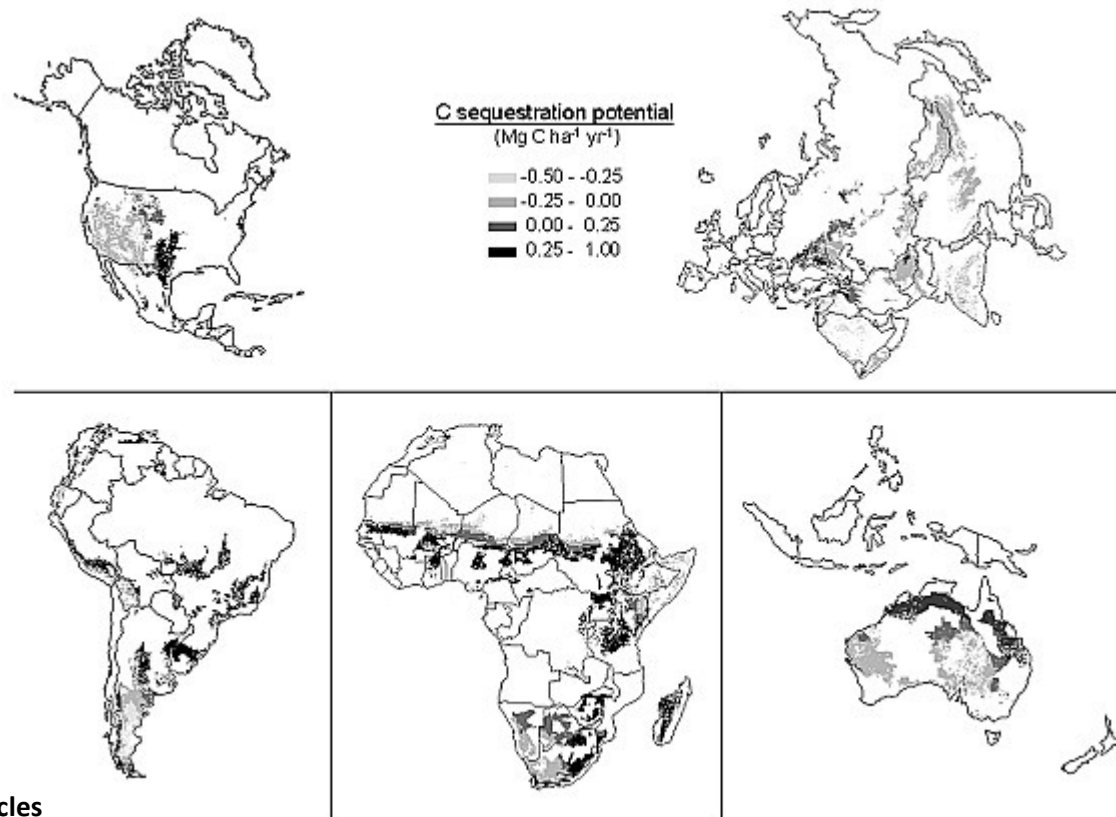 C sequestration potential
(Mg C ha⁻¹ yr⁻¹)
-0.50 - -0.25
-0.25 - 0.00
0.00 - 0.25
0.25 - 1.00
cles